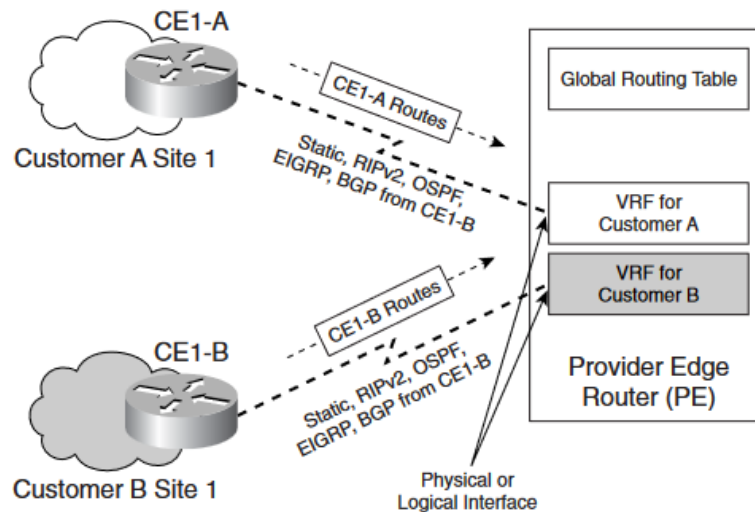 CE1-A
Customer A Site 1
CE1-A Routes
Static, RIPv2, OSPF,
EIGRP, BGP from CE1-B
Global Routing Table
VRF for
Customer A
VRF for
Customer B
Provider Edge
Router (PE)
CE1-B
Customer B Site 1
CE1-B Routes
Static, RIPv2, OSPF,
EIGRP, BGP from CE1-B
Physical or
Logical Interface